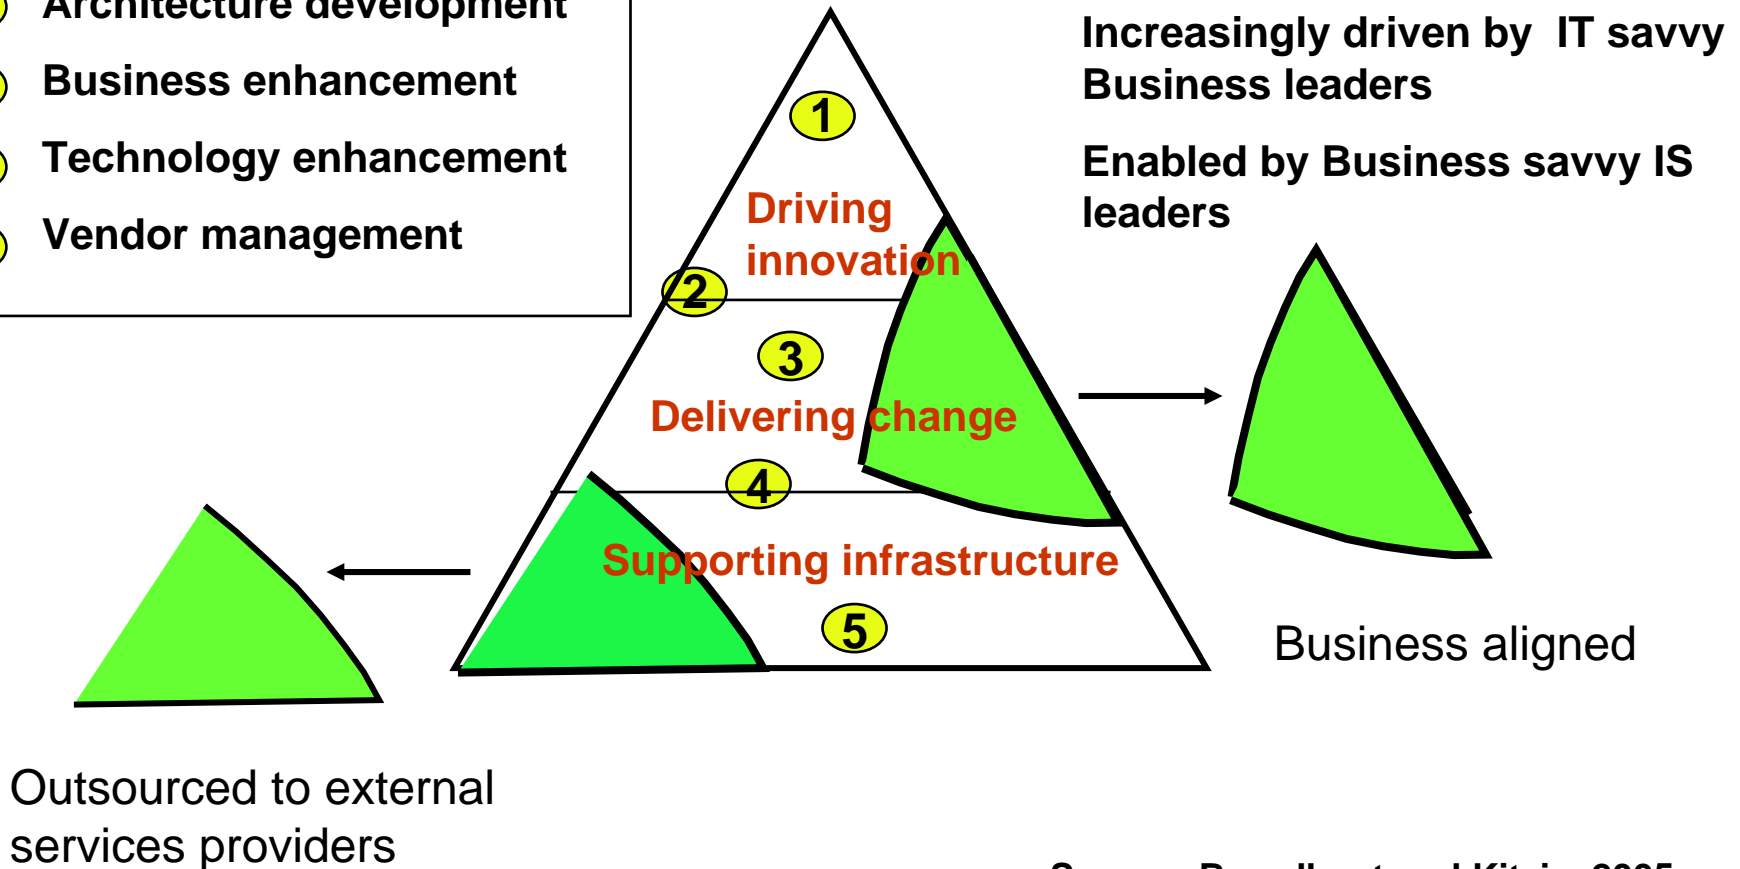 Architecture development
Business enhancement
Technology enhancement
Vendor management
Increasingly driven by IT savvy
Business leaders
Enabled by Business savvy IS
leaders
1
Driving
innovation
2
3
Delivering change
4
Supporting infrastructure
5
Business aligned
Outsourced to external
services providers